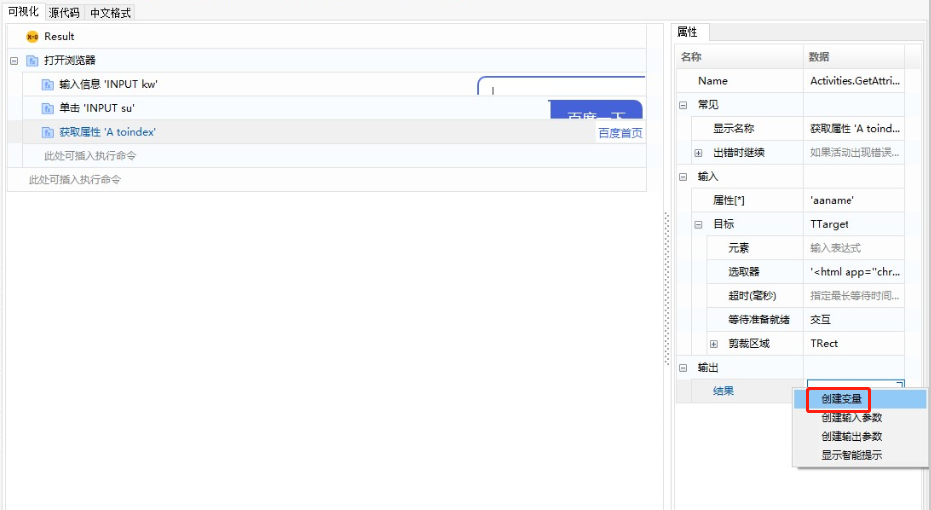 可视化 源代码 中文格式
Result
打开浏览器
输入信息 'INPUT kw'
单击 'INPUT su'
百度一下
获取属性 'A toindex'
百度首页
此处可插入执行命令
此处可插入执行命令
属性
名称 数据
Name Activities.GetAttri...
常见
显示名称 获取属性 'A toind...
出错时继续 如果活动出现错误...
输入
属性[*] 'aaname'
目标 TTarget
元素 输入表达式
选取器 '<html app="chr...
超时(毫秒) 指定最长等待时间...
等待准备就绪 交互
剪裁区域 TRect
输出
结果
创建变量
创建输入参数
创建输出参数
显示智能提示